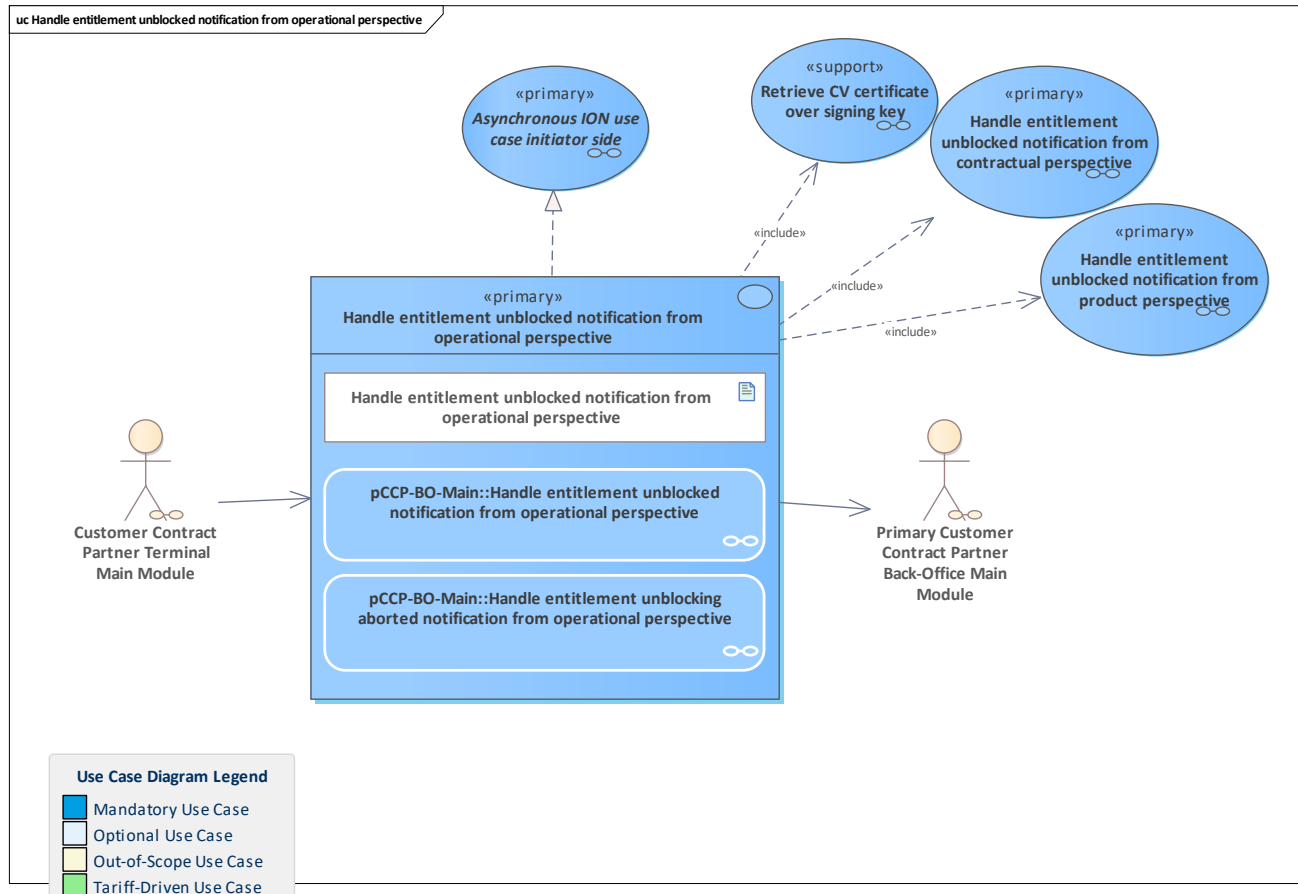 uc Handle entitlement unblocked notification from operational perspective
«primary»
Asynchronous ION use
case initiator side
«support»
Retrieve CV certificate
over signing key
«primary»
Handle entitlement
unblocked notification from
contractual perspective
«primary»
Handle entitlement
unblocked notification from
product perspective
«include»
«include»
«include»
«primary»
Handle entitlement unblocked notification from
operational perspective
Handle entitlement unblocked notification from
operational perspective
pCCP-BO-Main::Handle entitlement unblocked
notification from operational perspective
pCCP-BO-Main::Handle entitlement unblocking
aborted notification from operational perspective
Customer Contract
Partner Terminal
Main Module
Primary Customer
Contract Partner
Back-Office Main
Module
Use Case Diagram Legend
Mandatory Use Case
Optional Use Case
Out-of-Scope Use Case
Tariff-Driven Use Case